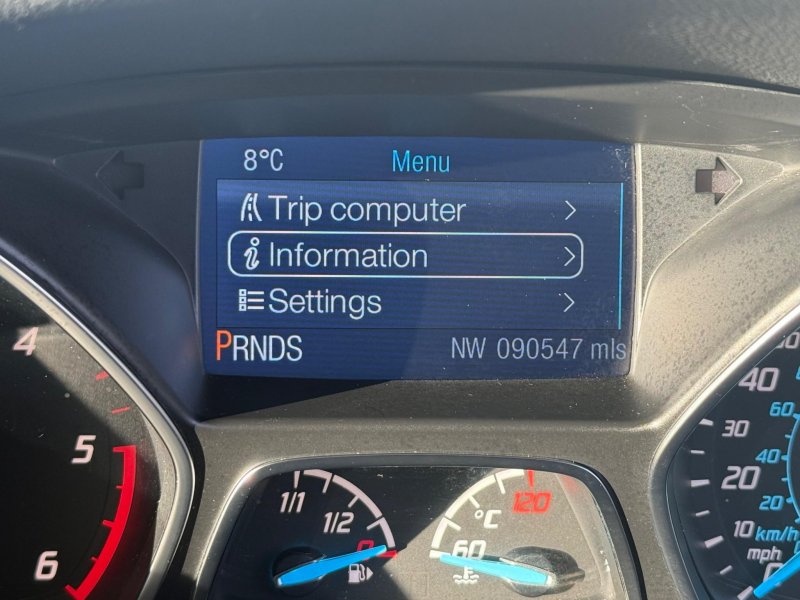 8°C Menu
Trip computer
Information
Settings
PRNDS NW 090547 mls
4
5
6
1/1
1/2
0
°C
120
60
40
30
20
10
0
mph
60
40
20
km/h